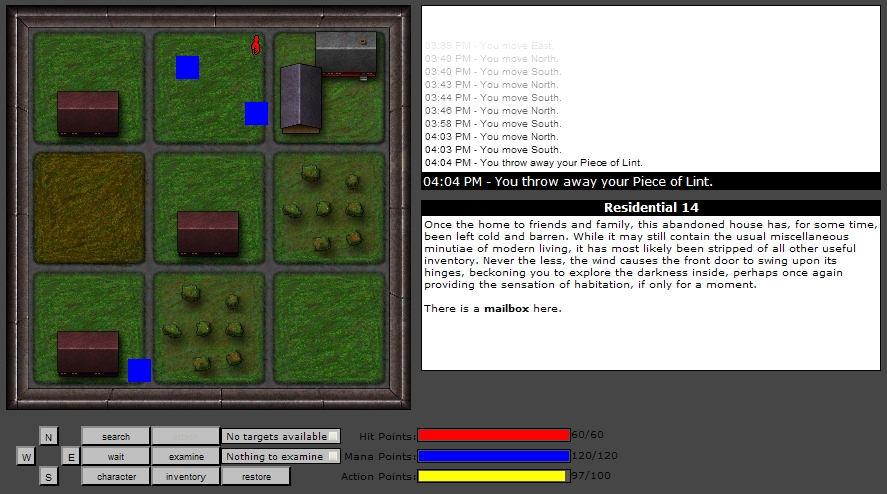 03:39 PM - You move East.
03:40 PM - You move North.
03:40 PM - You move South.
03:43 PM - You move North.
03:44 PM - You move South.
03:46 PM - You move North.
03:58 PM - You move South.
04:03 PM - You move North.
04:03 PM - You move South.
04:04 PM - You throw away your Piece of Lint.
04:04 PM - You throw away your Piece of Lint.
Residential 14
Once the home to friends and family, this abandoned house has, for some time,
been left cold and barren. While it may still contain the usual miscellaneous
minutiae of modern living, it has most likely been stripped of all other useful
inventory. Never the less, the wind causes the front door to swing upon its
hinges, beckoning you to explore the darkness inside, perhaps once again
providing the sensation of habitation, if only for a moment.
There is a mailbox here.
N
search
No targets available
Hit Points:
60/60
W
E
wait
examine
Nothing to examine
Mana Points:
120/120
S
character
inventory
restore
Action Points:
97/100